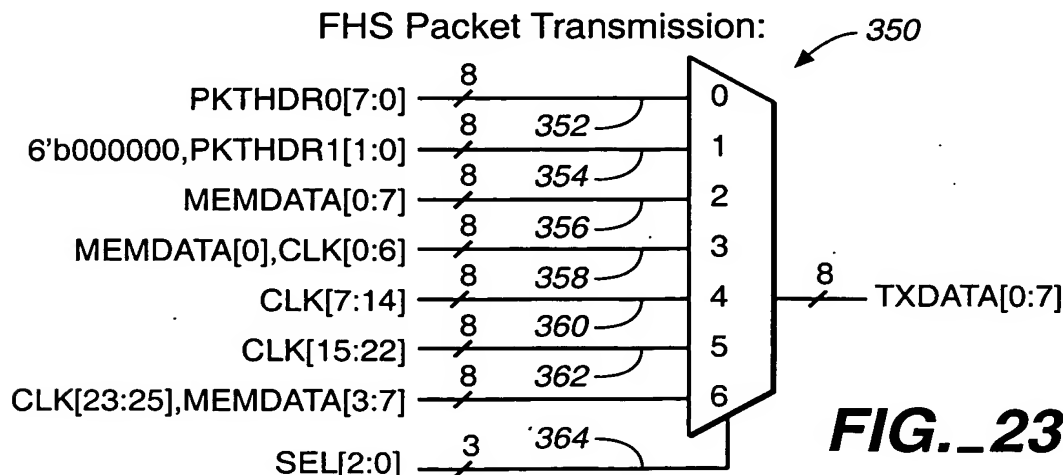 FHS Packet Transmission:
350
PKTHDR0[7:0] 8 352 0
6'b000000,PKTHDR1[1:0] 8 354 1
MEMDATA[0:7] 8 356 2
MEMDATA[0],CLK[0:6] 8 358 3
CLK[7:14] 8 360 4 8 TXDATA[0:7]
CLK[15:22] 8 362 5
CLK[23:25],MEMDATA[3:7] 8 6
SEL[2:0] 3 364
FIG._23